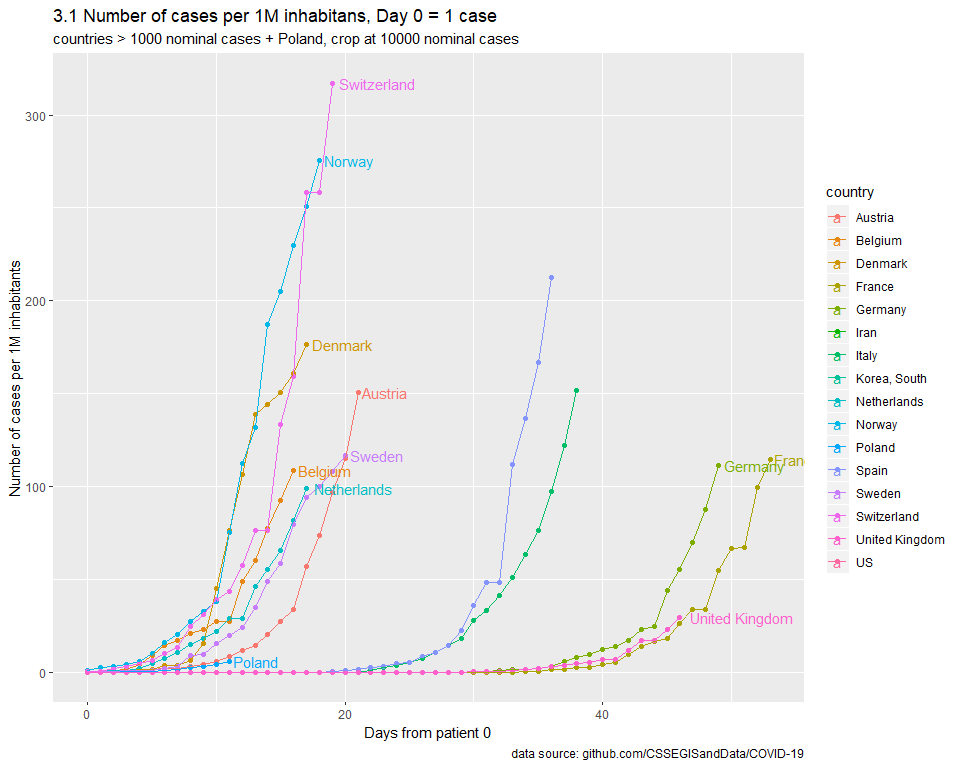 3.1 Number of cases per 1M inhabitans, Day 0 = 1 case
countries > 1000 nominal cases + Poland, crop at 10000 nominal cases
Number of cases per 1M inhabitants
300
200
100
0
Switzerland
Norway
Denmark
Austria
Sweden
Belgium
Netherlands
Germany
Fran
United Kingdom
Poland
0
20
40
Days from patient 0
country
a Austria
a Belgium
a Denmark
a France
a Germany
a Iran
a Italy
a Korea, South
a Netherlands
a Norway
a Poland
a Spain
a Sweden
a Switzerland
a United Kingdom
a US
data source: github.com/CSSEGISandData/COVID-19